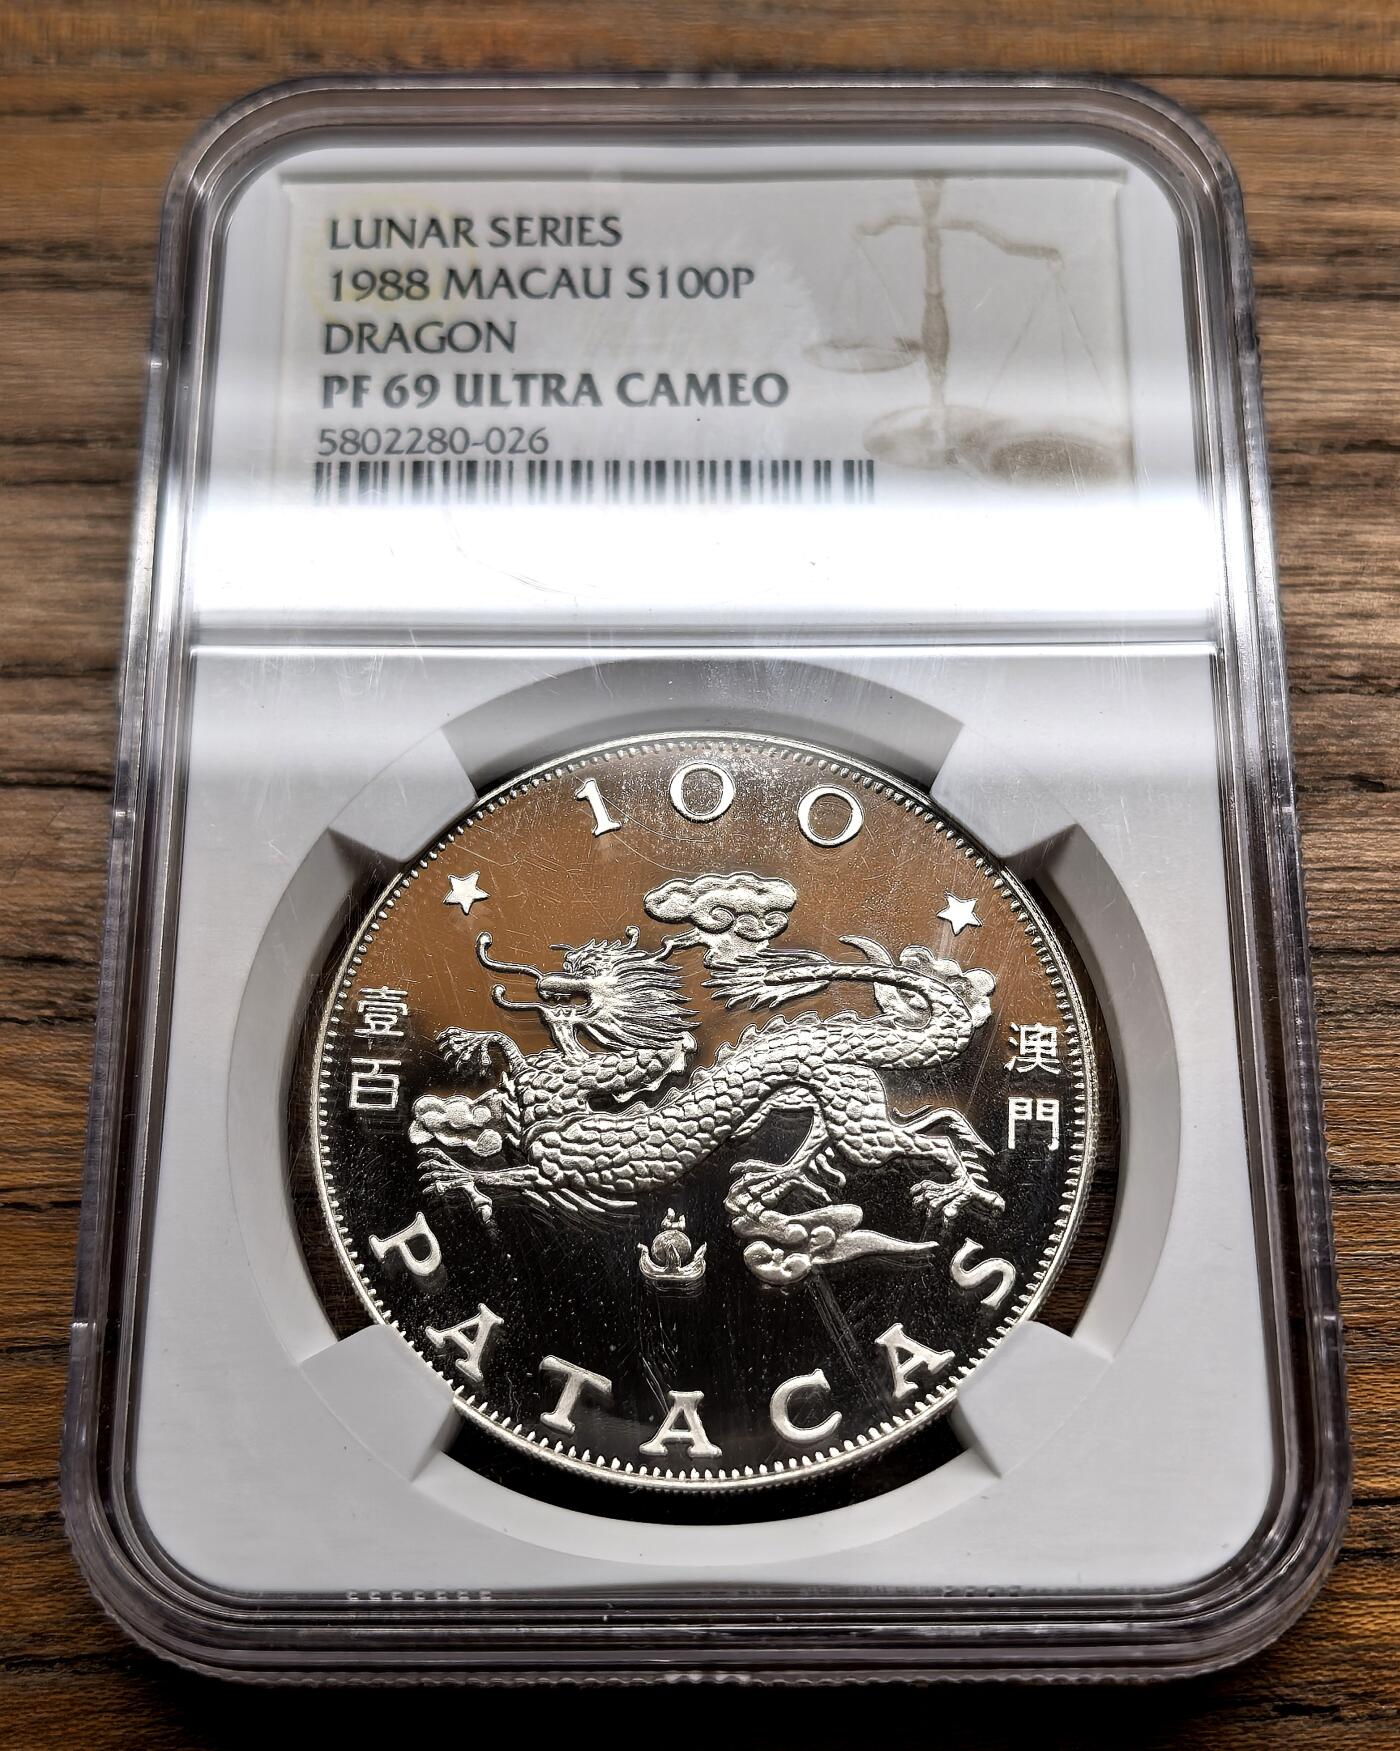 LUNAR SERIES
1988 MACAU S100P
DRAGON
PF 69 ULTRA CAMEO
5802280-026
100
壹百
澳門
PATACAS